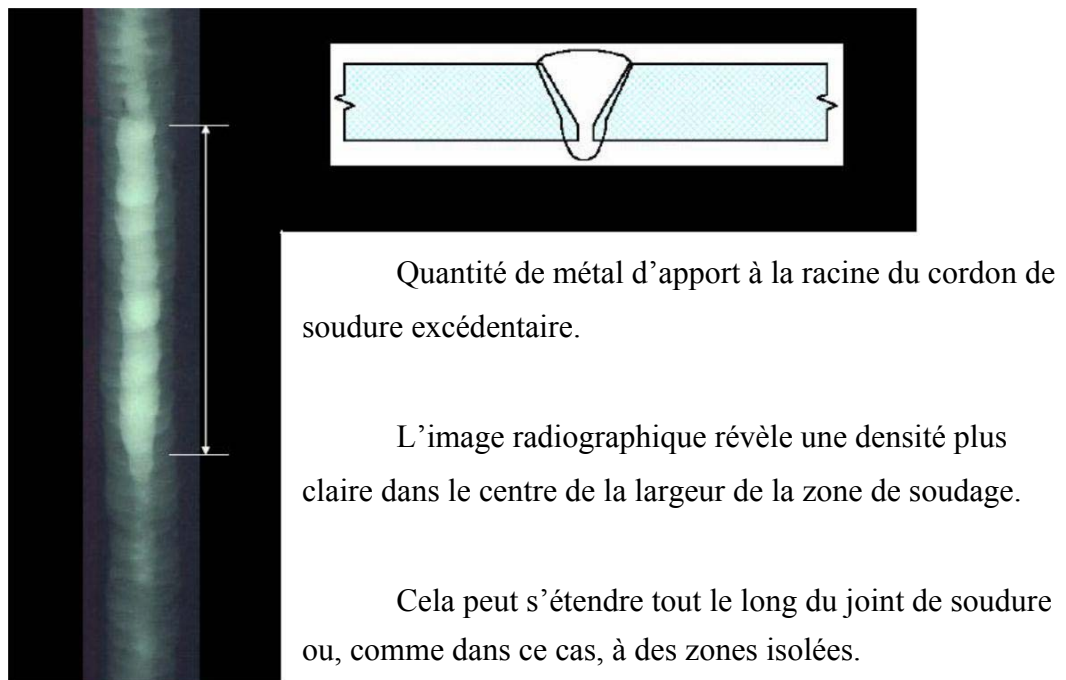 Quantité de métal d’apport à la racine du cordon de
soudure excédentaire.
L’image radiographique révèle une densité plus
claire dans le centre de la largeur de la zone de soudage.
Cela peut s’étendre tout le long du joint de soudure
ou, comme dans ce cas, à des zones isolées.